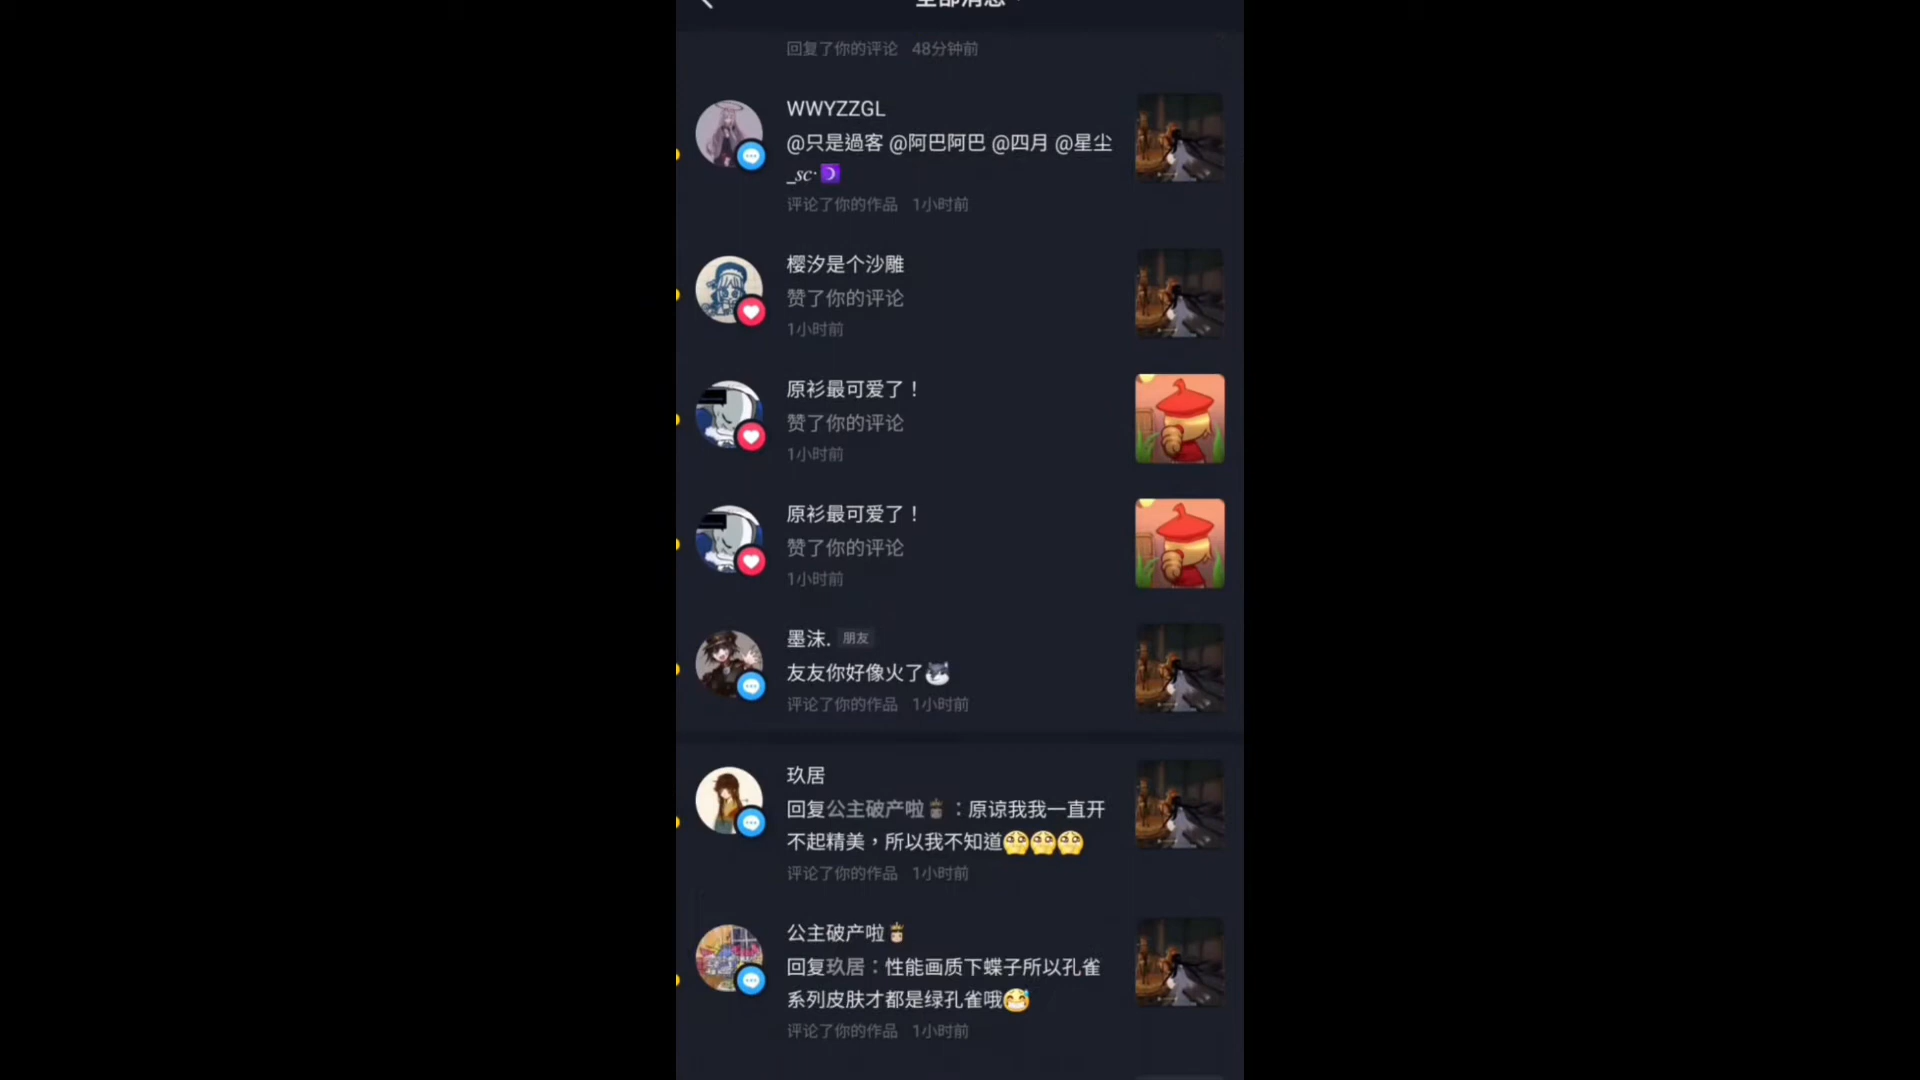 全部消息
回复了你的评论 48分钟前
WWYZZGL
@只是過客 @阿巴阿巴 @四月 @星尘
_sc·
评论了你的作品 1小时前
樱汐是个沙雕
赞了你的评论
1小时前
原衫最可爱了！
赞了你的评论
1小时前
原衫最可爱了！
赞了你的评论
1小时前
墨沫. 朋友
友友你好像火了
评论了你的作品 1小时前
玖居
回复公主破产啦：原谅我我一直开
不起精美，所以我不知道
评论了你的作品 1小时前
公主破产啦
回复玖居：性能画质下蝶子所以孔雀
系列皮肤才都是绿孔雀哦
评论了你的作品 1小时前